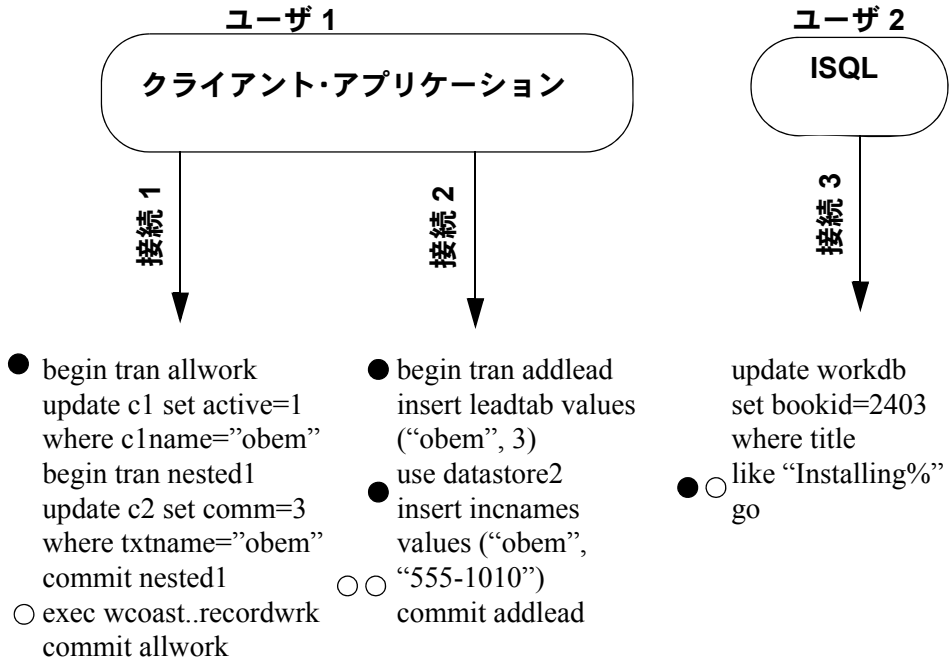 ユーザ 1
クライアント・アプリケーション
接続 1
接続 2
begin tran allwork
update c1 set active=1
where c1name=”obem”
begin tran nested1
update c2 set comm=3
where txtname=”obem”
commit nested1
exec wcoast..recordwrk
commit allwork
begin tran addlead
insert leadtab values
(“obem”, 3)
use datastore2
insert incnames
values (“obem”,
“555-1010”)
commit addlead
ユーザ 2
ISQL
接続 3
update workdb
set bookid=2403
where title
like “Installing%”
go